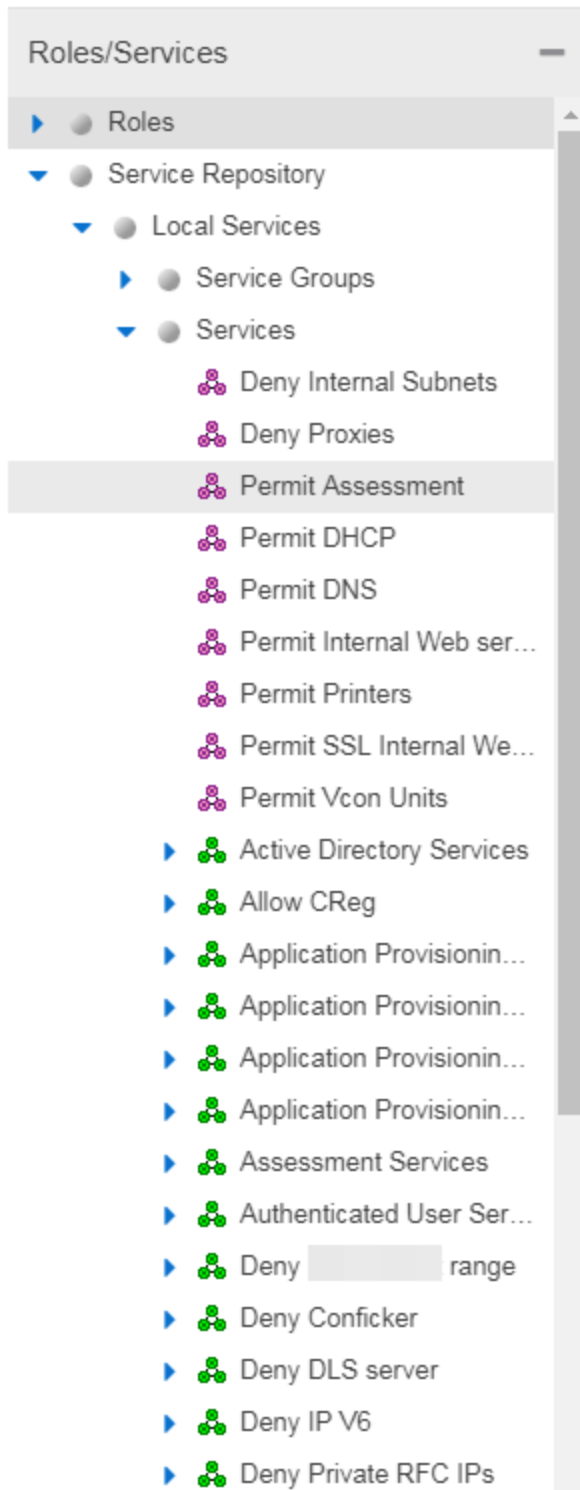 Roles/Services
Roles
Service Repository
Local Services
Service Groups
Services
Deny Internal Subnets
Deny Proxies
Permit Assessment
Permit DHCP
Permit DNS
Permit Internal Web ser...
Permit Printers
Permit SSL Internal We...
Permit Vcon Units
Active Directory Services
Allow CReg
Application Provisionin...
Application Provisionin...
Application Provisionin...
Application Provisionin...
Assessment Services
Authenticated User Ser...
Deny range
Deny Conficker
Deny DLS server
Deny IP V6
Deny Private RFC IPs